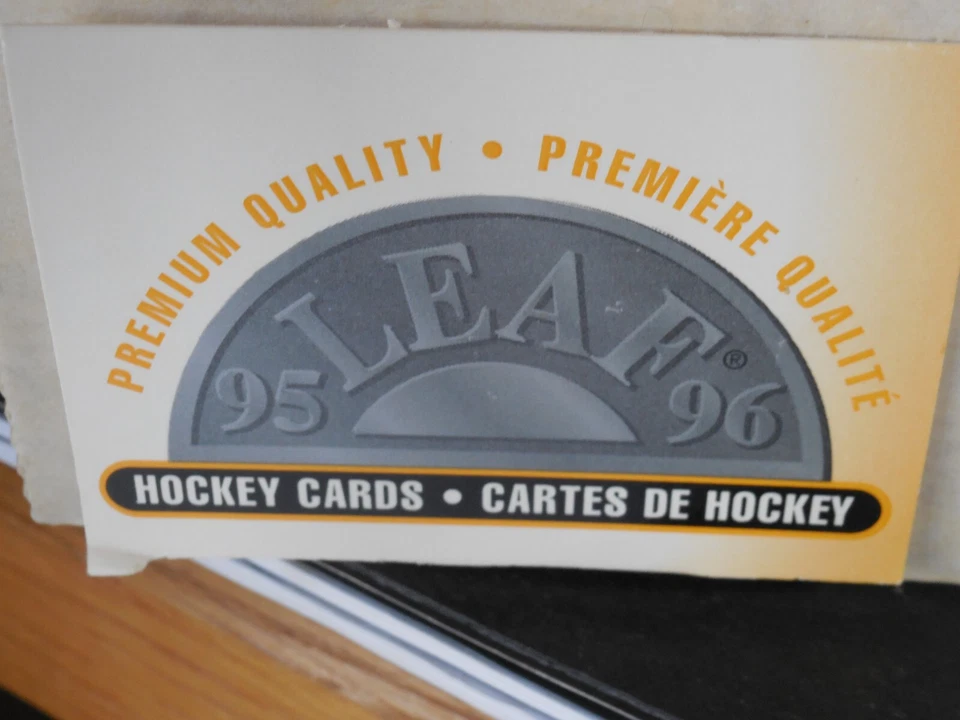 PREMIUM QUALITY • PREMIÈRE QUALITÉ
LEAF®
95 96
HOCKEY CARDS • CARTES DE HOCKEY